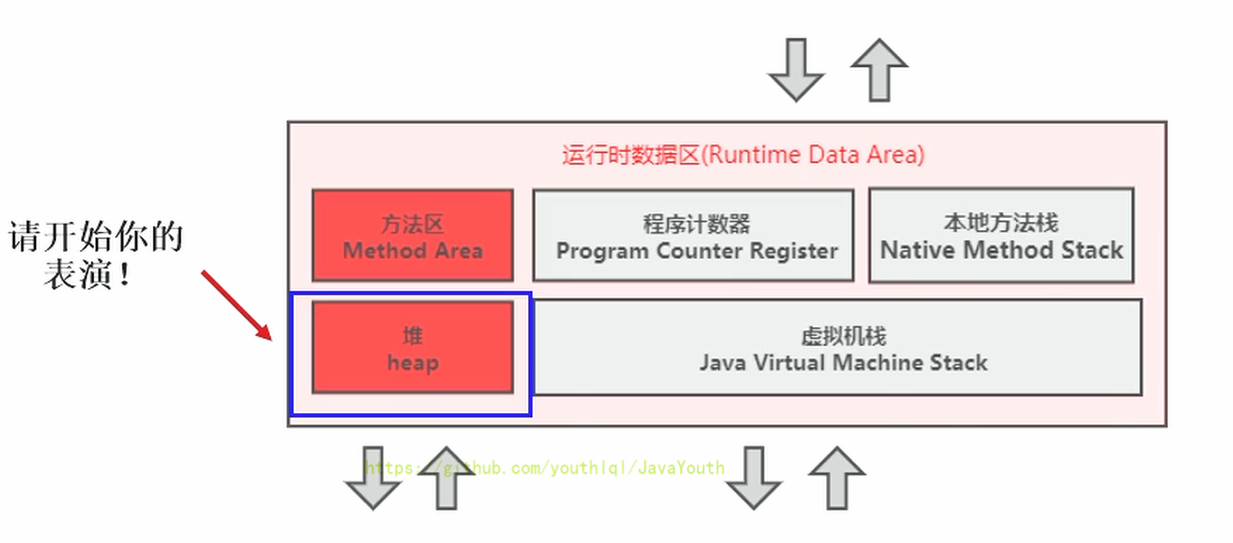 运行时数据区(Runtime Data Area)
请开始你的
表演！
方法区
Method Area
程序计数器
Program Counter Register
本地方法栈
Native Method Stack
堆
heap
虚拟机栈
Java Virtual Machine Stack
https://github.com/youthlql/JavaYouth